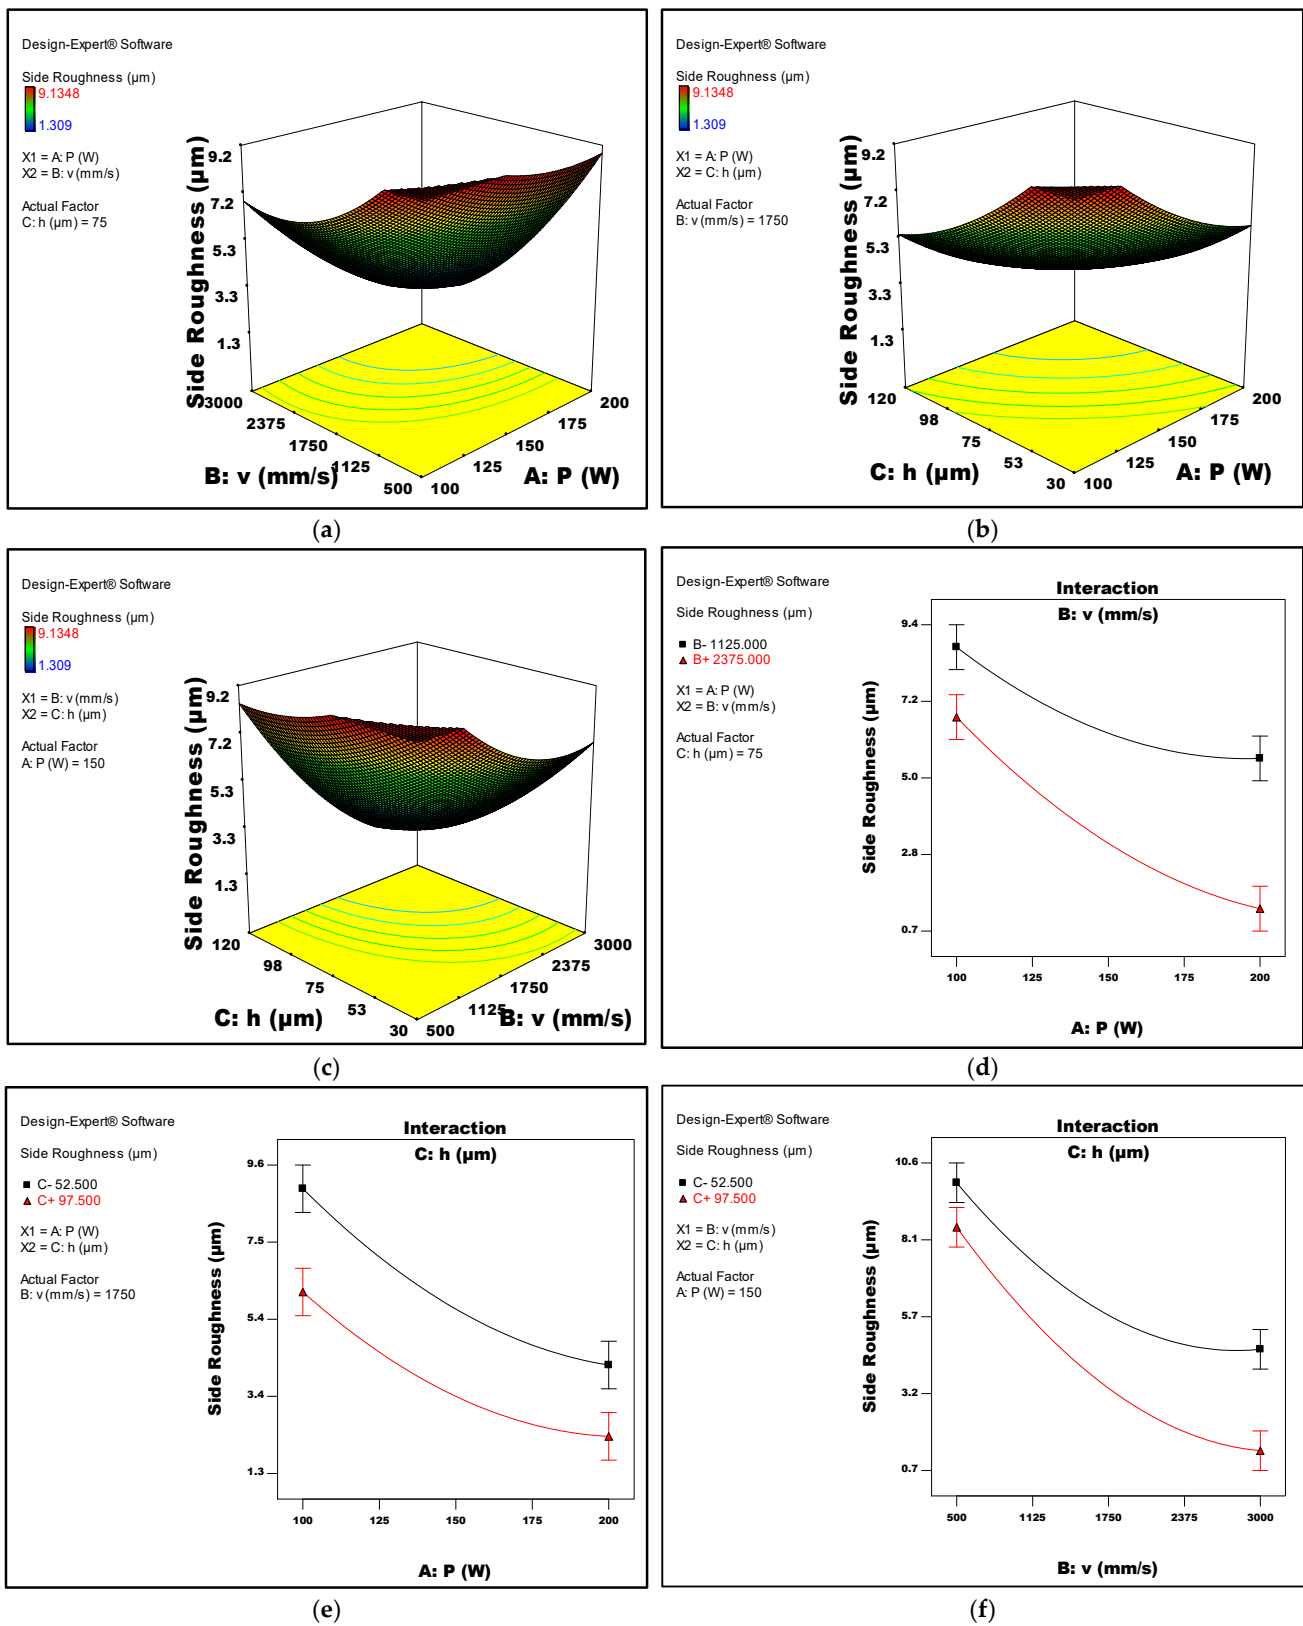 Design-Expert® Software
Side Roughness (µm)
9.1348
1.309
X1 = A: P (W)
X2 = B: v (mm/s)
Actual Factor
C: h (µm) = 75
Side Roughness (µm)
9.2
7.2
5.3
3.3
1.3
3000
2375
1750
1125
500
100
125
150
175
200
B: v (mm/s)
A: P (W)
(a)
Design-Expert® Software
Side Roughness (µm)
9.1348
1.309
X1 = A: P (W)
X2 = C: h (µm)
Actual Factor
B: v (mm/s) = 1750
Side Roughness (µm)
9.2
7.2
5.3
3.3
1.3
120
98
75
53
30
100
125
150
175
200
C: h (µm)
A: P (W)
(b)
Design-Expert® Software
Side Roughness (µm)
9.1348
1.309
X1 = B: v (mm/s)
X2 = C: h (µm)
Actual Factor
A: P (W) = 150
Side Roughness (µm)
9.2
7.2
5.3
3.3
1.3
120
98
75
53
30
500
1125
1750
2375
3000
C: h (µm)
B: v (mm/s)
(c)
Design-Expert® Software
Side Roughness (µm)
B- 1125.000
B+ 2375.000
X1 = A: P (W)
X2 = B: v (mm/s)
Actual Factor
C: h (µm) = 75
Interaction
B: v (mm/s)
Side Roughness (µm)
9.4
7.2
5.0
2.8
0.7
100 125 150 175 200
A: P (W)
(d)
Design-Expert® Software
Side Roughness (µm)
C- 52.500
C+ 97.500
X1 = A: P (W)
X2 = C: h (µm)
Actual Factor
B: v (mm/s) = 1750
Interaction
C: h (µm)
Side Roughness (µm)
9.6
7.5
5.4
3.4
1.3
100 125 150 175 200
A: P (W)
(e)
Design-Expert® Software
Side Roughness (µm)
C- 52.500
C+ 97.500
X1 = B: v (mm/s)
X2 = C: h (µm)
Actual Factor
A: P (W) = 150
Interaction
C: h (µm)
Side Roughness (µm)
10.6
8.1
5.7
3.2
0.7
500 1125 1750 2375 3000
B: v (mm/s)
(f)